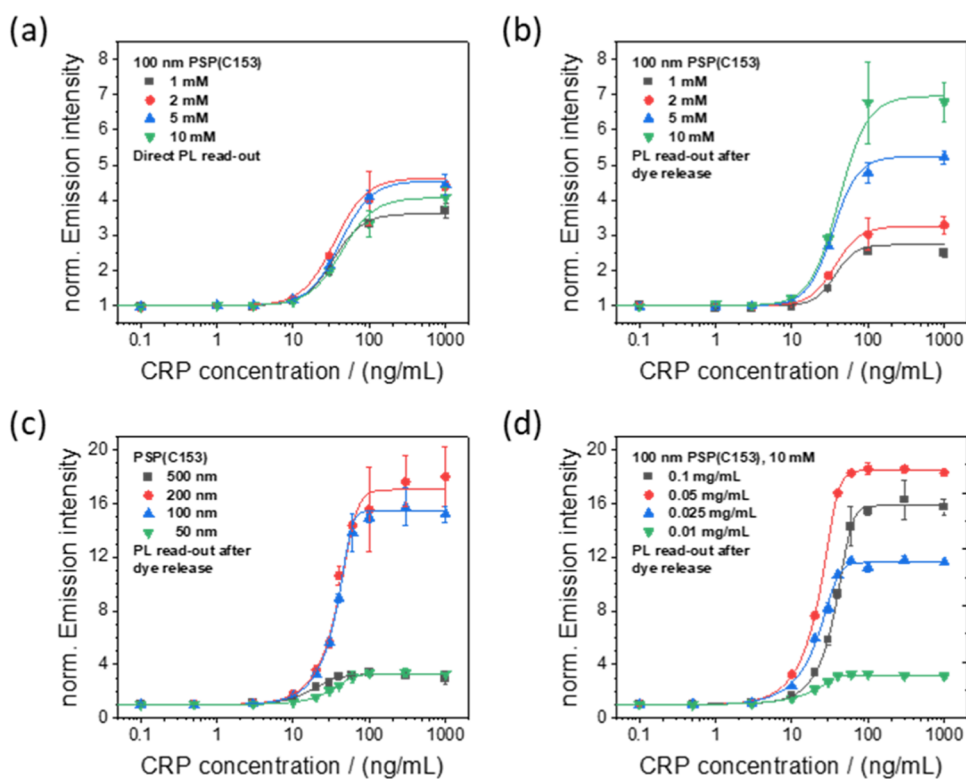 (a)
norm. Emission intensity
8
7
6
5
4
3
2
1
100 nm PSP(C153)
1 mM
2 mM
5 mM
10 mM
Direct PL read-out
0.1 1 10 100 1000
CRP concentration / (ng/mL)
(b)
norm. Emission intensity
8
7
6
5
4
3
2
1
100 nm PSP(C153)
1 mM
2 mM
5 mM
10 mM
PL read-out after
dye release
0.1 1 10 100 1000
CRP concentration / (ng/mL)
(c)
norm. Emission intensity
20
16
12
8
4
0
PSP(C153)
500 nm
200 nm
100 nm
50 nm
PL read-out after
dye release
0.1 1 10 100 1000
CRP concentration / (ng/mL)
(d)
norm. Emission intensity
20
16
12
8
4
0
100 nm PSP(C153), 10 mM
0.1 mg/mL
0.05 mg/mL
0.025 mg/mL
0.01 mg/mL
PL read-out after
dye release
0.1 1 10 100 1000
CRP concentration / (ng/mL)